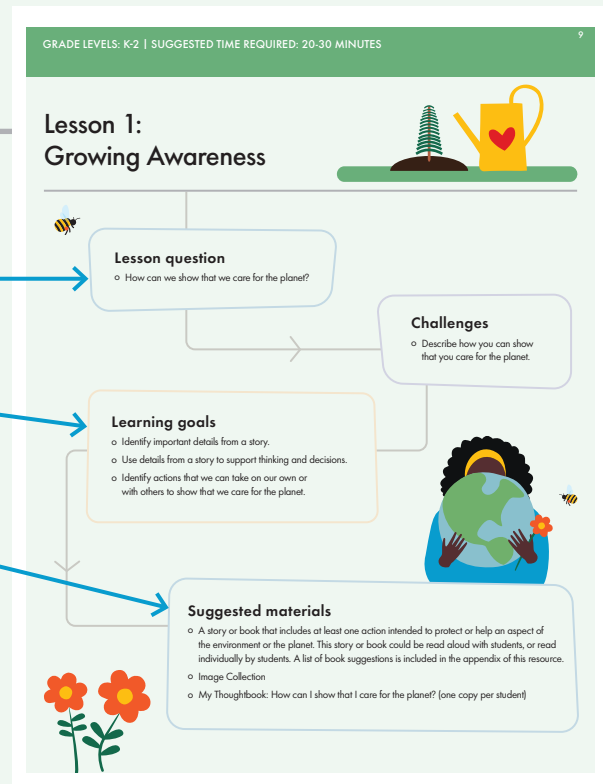 GRADE LEVELS: K-2 | SUGGESTED TIME REQUIRED: 20-30 MINUTES
9
Lesson 1:
Growing Awareness
Lesson question
How can we show that we care for the planet?
Challenges
Describe how you can show
that you care for the planet.
Learning goals
Identify important details from a story.
Use details from a story to support thinking and decisions.
Identify actions that we can take on our own or
with others to show that we care for the planet.
Suggested materials
A story or book that includes at least one action intended to protect or help an aspect of
the environment or the planet. This story or book could be read aloud with students, or read
individually by students. A list of book suggestions is included in the appendix of this resource.
Image Collection
My Thoughtbook: How can I show that I care for the planet? (one copy per student)